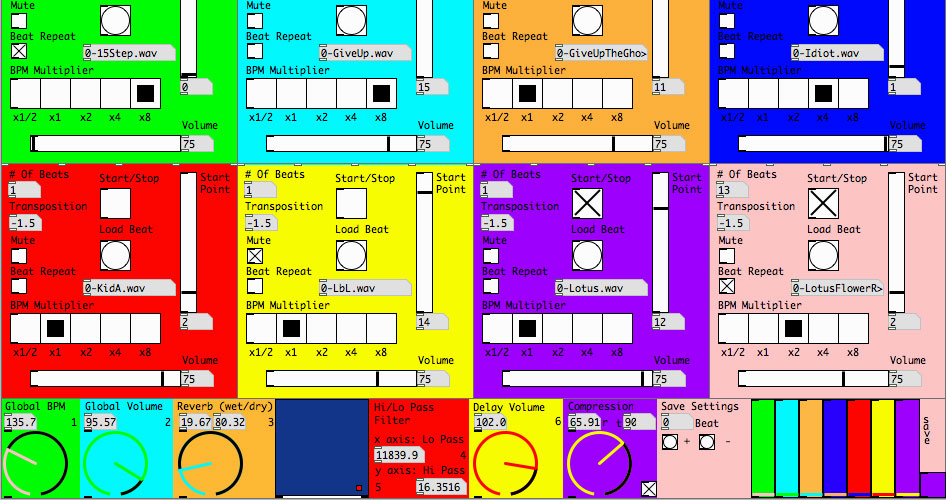 Mute
Beat Repeat
0-15Step.wav
BPM Multiplier
0
x1/2 x1 x2 x4 x8
Volume
75
Mute
Beat Repeat
0-GiveUp.wav
BPM Multiplier
15
x1/2 x1 x2 x4 x8
Volume
75
Mute
Beat Repeat
0-GiveUpTheGho>
BPM Multiplier
11
x1/2 x1 x2 x4 x8
Volume
75
Mute
Beat Repeat
0-Idiot.wav
BPM Multiplier
1
x1/2 x1 x2 x4 x8
Volume
75
# Of Beats
1
Start/Stop
Start
Point
Transposition
-1.5
Load Beat
Mute
Beat Repeat
0-KidA.wav
BPM Multiplier
2
x1/2 x1 x2 x4 x8
Volume
75
# Of Beats
1
Start/Stop
Start
Point
Transposition
-1.5
Load Beat
Mute
Beat Repeat
0-LbL.wav
BPM Multiplier
14
x1/2 x1 x2 x4 x8
Volume
75
# Of Beats
1
Start/Stop
Start
Point
Transposition
-1.5
Load Beat
Mute
Beat Repeat
0-Lotus.wav
BPM Multiplier
12
x1/2 x1 x2 x4 x8
Volume
75
# Of Beats
13
Start/Stop
Start
Point
Transposition
-1.5
Load Beat
Mute
Beat Repeat
0-LotusFlowerR>
BPM Multiplier
2
x1/2 x1 x2 x4 x8
Volume
75
Global BPM
135.7 1
Global Volume
95.57 2
Reverb (wet/dry)
19.67 80.32 3
Hi/Lo Pass
Filter
x axis: Lo Pass
11839.9 4
y axis: Hi Pass
5 16.3516
Delay Volume
102.0 6
Compression
65.91 90
Save Settings
0 Beat
+ -
save